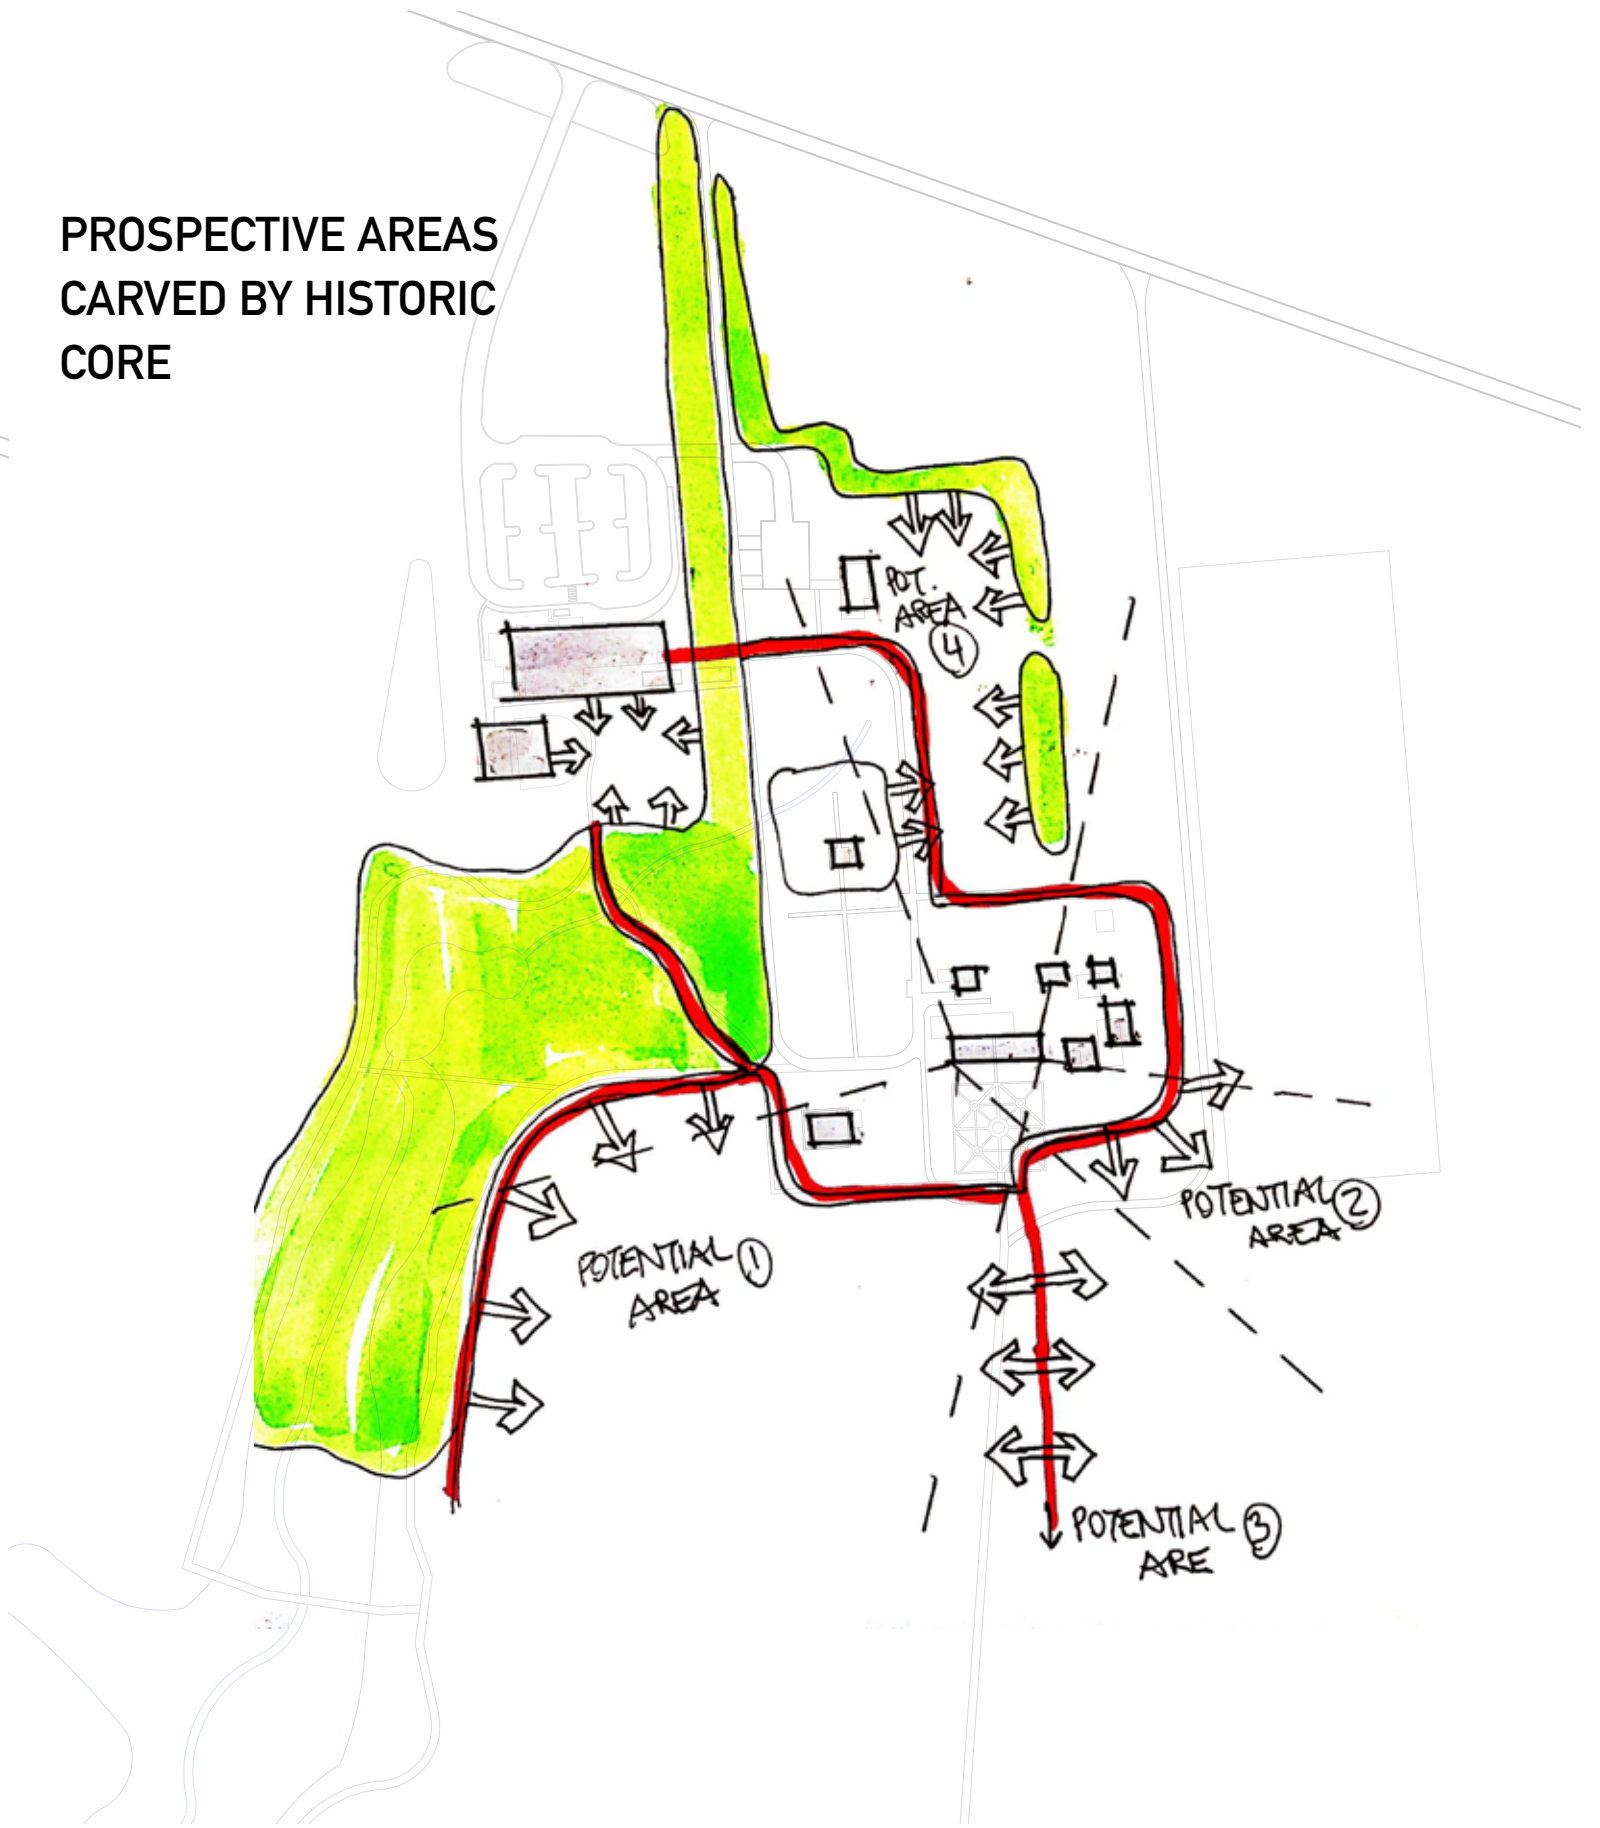 PROSPECTIVE AREAS
CARVED BY HISTORIC
CORE
POT.
AREA
4
POTENTIAL 2
AREA
POTENTIAL 1
AREA
POTENTIAL 3
ARE